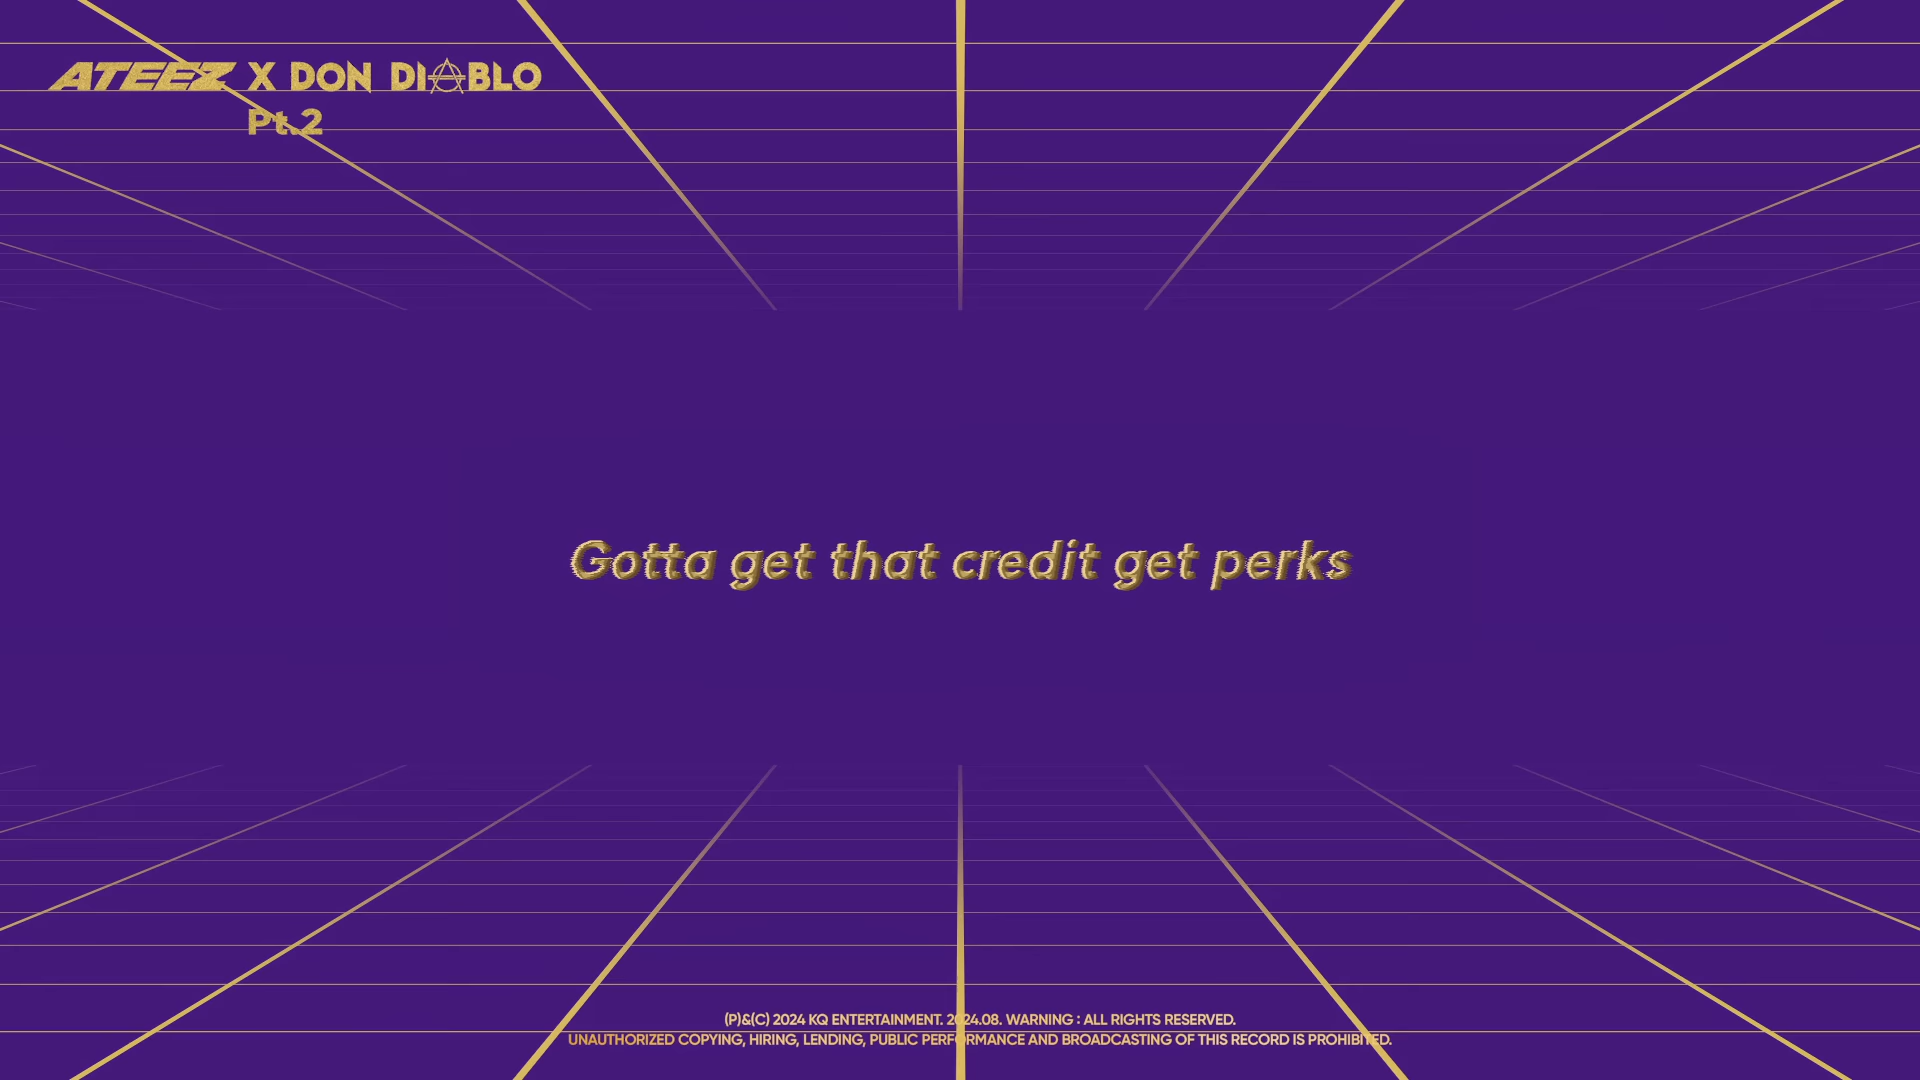 ATEEZ X DON DIABLO
Pt.2
Gotta get that credit get perks
(P)&(C) 2024 KQ ENTERTAINMENT. 2024.08. WARNING : ALL RIGHTS RESERVED.
UNAUTHORIZED COPYING, HIRING, LENDING, PUBLIC PERFORMANCE AND BROADCASTING OF THIS RECORD IS PROHIBITED.